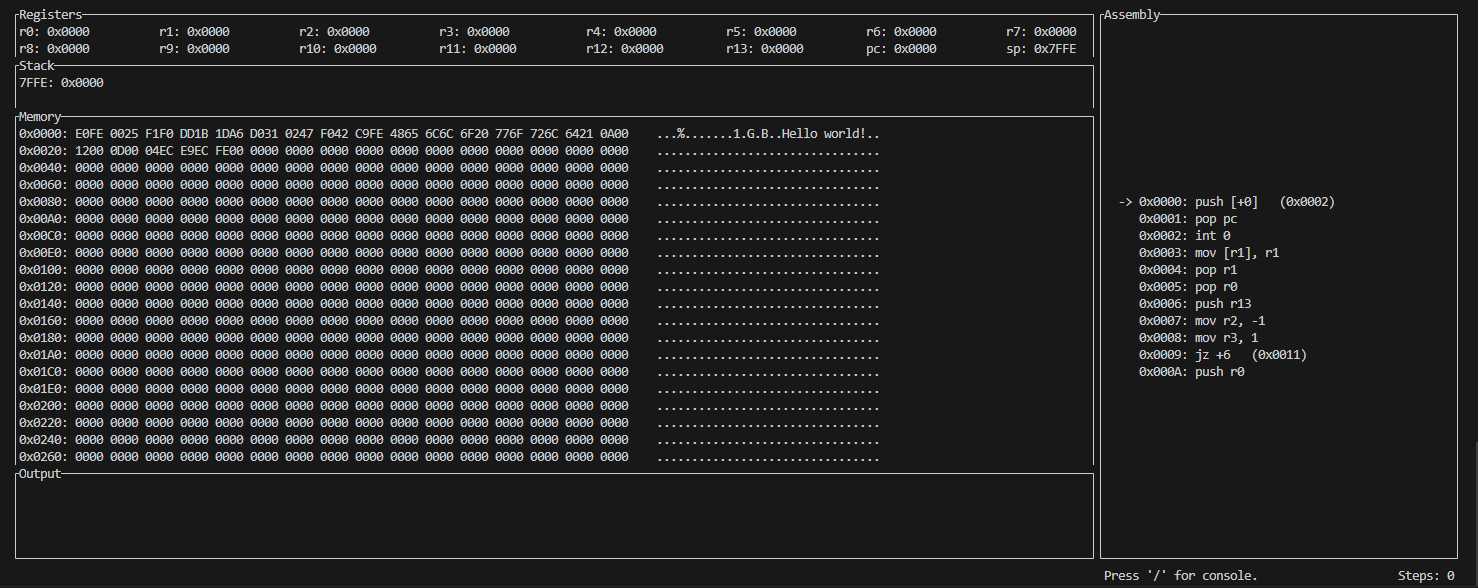 Registers
r0: 0x0000 r1: 0x0000 r2: 0x0000 r3: 0x0000 r4: 0x0000 r5: 0x0000 r6: 0x0000 r7: 0x0000
r8: 0x0000 r9: 0x0000 r10: 0x0000 r11: 0x0000 r12: 0x0000 r13: 0x0000 pc: 0x0000 sp: 0x7FFE
Stack
7FFE: 0x0000
Memory
0x0000: E0FE 0025 F1F0 DD1B 1DA6 D031 0247 F042 C9FE 4865 6C6C 6F20 776F 726C 6421 0A00 ...%.......1.G.B..Hello world!..
0x0020: 1200 0D00 04EC E9EC FE00 0000 0000 0000 0000 0000 0000 0000 0000 0000 0000 0000 ................................
0x0040: 0000 0000 0000 0000 0000 0000 0000 0000 0000 0000 0000 0000 0000 0000 0000 0000 ................................
0x0060: 0000 0000 0000 0000 0000 0000 0000 0000 0000 0000 0000 0000 0000 0000 0000 0000 ................................
0x0080: 0000 0000 0000 0000 0000 0000 0000 0000 0000 0000 0000 0000 0000 0000 0000 0000 ................................
0x00A0: 0000 0000 0000 0000 0000 0000 0000 0000 0000 0000 0000 0000 0000 0000 0000 0000 ................................
0x00C0: 0000 0000 0000 0000 0000 0000 0000 0000 0000 0000 0000 0000 0000 0000 0000 0000 ................................
0x00E0: 0000 0000 0000 0000 0000 0000 0000 0000 0000 0000 0000 0000 0000 0000 0000 0000 ................................
0x0100: 0000 0000 0000 0000 0000 0000 0000 0000 0000 0000 0000 0000 0000 0000 0000 0000 ................................
0x0120: 0000 0000 0000 0000 0000 0000 0000 0000 0000 0000 0000 0000 0000 0000 0000 0000 ................................
0x0140: 0000 0000 0000 0000 0000 0000 0000 0000 0000 0000 0000 0000 0000 0000 0000 0000 ................................
0x0160: 0000 0000 0000 0000 0000 0000 0000 0000 0000 0000 0000 0000 0000 0000 0000 0000 ................................
0x0180: 0000 0000 0000 0000 0000 0000 0000 0000 0000 0000 0000 0000 0000 0000 0000 0000 ................................
0x01A0: 0000 0000 0000 0000 0000 0000 0000 0000 0000 0000 0000 0000 0000 0000 0000 0000 ................................
0x01C0: 0000 0000 0000 0000 0000 0000 0000 0000 0000 0000 0000 0000 0000 0000 0000 0000 ................................
0x01E0: 0000 0000 0000 0000 0000 0000 0000 0000 0000 0000 0000 0000 0000 0000 0000 0000 ................................
0x0200: 0000 0000 0000 0000 0000 0000 0000 0000 0000 0000 0000 0000 0000 0000 0000 0000 ................................
0x0220: 0000 0000 0000 0000 0000 0000 0000 0000 0000 0000 0000 0000 0000 0000 0000 0000 ................................
0x0240: 0000 0000 0000 0000 0000 0000 0000 0000 0000 0000 0000 0000 0000 0000 0000 0000 ................................
0x0260: 0000 0000 0000 0000 0000 0000 0000 0000 0000 0000 0000 0000 0000 0000 0000 0000 ................................
Output
Assembly
-> 0x0000: push [+0] (0x0002)
0x0001: pop pc
0x0002: int 0
0x0003: mov [r1], r1
0x0004: pop r1
0x0005: pop r0
0x0006: push r13
0x0007: mov r2, -1
0x0008: mov r3, 1
0x0009: jz +6 (0x0011)
0x000A: push r0
Press '/' for console. Steps: 0